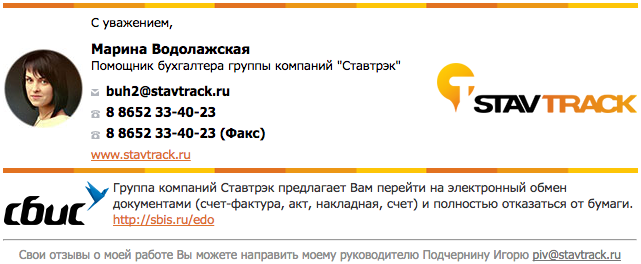 С уважением,
Марина Водолажская
Помощник бухгалтера группы компаний "Ставтрэк"
buh2@stavtrack.ru
8 8652 33-40-23
8 8652 33-40-23 (Факс)
www.stavtrack.ru
STAVTRACK
Группа компаний Ставтрэк предлагает Вам перейти на электронный обмен
документами (счет-фактура, акт, накладная, счет) и полностью отказаться от бумаги.
http://sbis.ru/edo
сбис
Свои отзывы о моей работе Вы можете направить моему руководителю Подчернину Игорю piv@stavtrack.ru